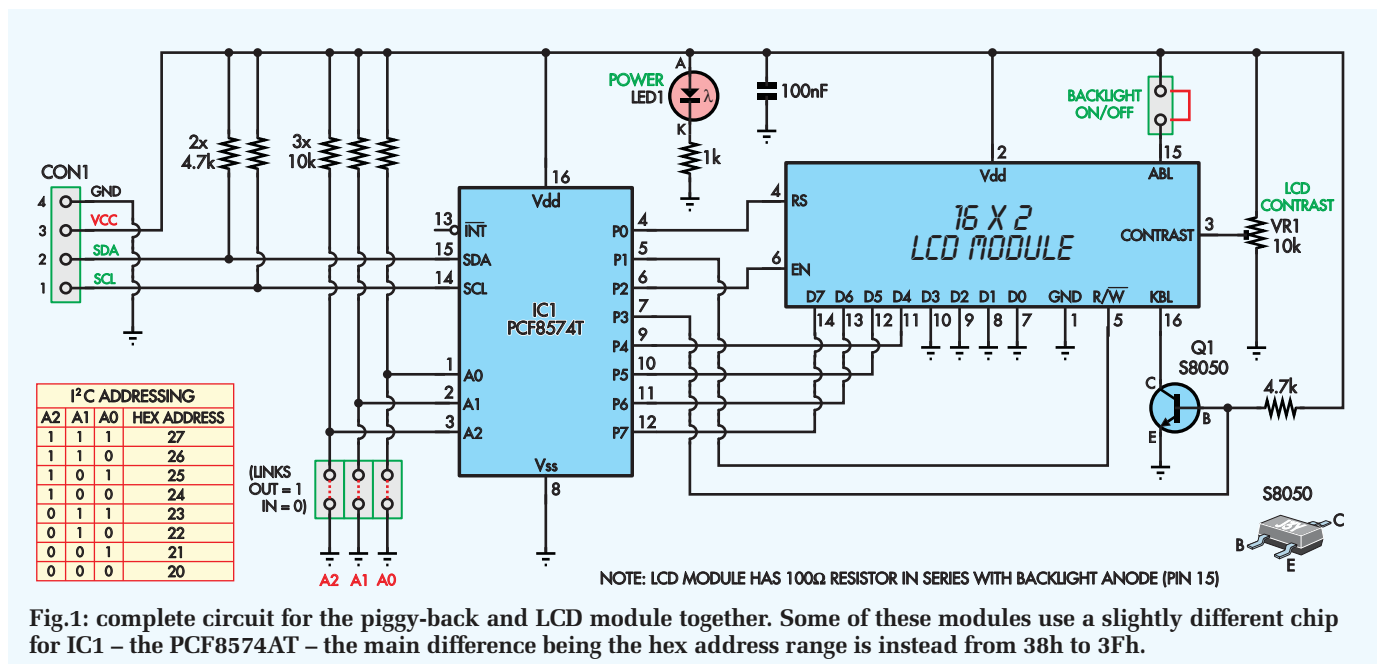 POWER
LED1
A
λ
K
1k
100nF
BACKLIGHT
ON/OFF
2x
4.7k
3x
10k
CON1
4 GND
3 VCC
2 SDA
1 SCL
16
Vdd
13 INT
15 SDA
14 SCL
1 A0
2 A1
3 A2
IC1
PCF8574T
P0 4
P1 5
P2 6
P3 7
P4 9
P5 10
P6 11
P7 12
Vss
8
2
Vdd
15
ABL
4 RS
6 EN
16 X 2
LCD MODULE
CONTRAST 3
LCD
CONTRAST
VR1
10k
D7 D6 D5 D4 D3 D2 D1 D0 GND R/W KBL
14 13 12 11 10 9 8 7 1 5 16
Q1
S8050
C
B
E
4.7k
I²C ADDRESSING
A2 A1 A0 HEX ADDRESS
1 1 1 27
1 1 0 26
1 0 1 25
1 0 0 24
0 1 1 23
0 1 0 22
0 0 1 21
0 0 0 20
(LINKS
OUT = 1
IN = 0)
A2 A1 A0
S8050
J3Y
C
B
E
NOTE: LCD MODULE HAS 100Ω RESISTOR IN SERIES WITH BACKLIGHT ANODE (PIN 15)
Fig.1: complete circuit for the piggy-back and LCD module together. Some of these modules use a slightly different chip
for IC1 – the PCF8574AT – the main difference being the hex address range is instead from 38h to 3Fh.